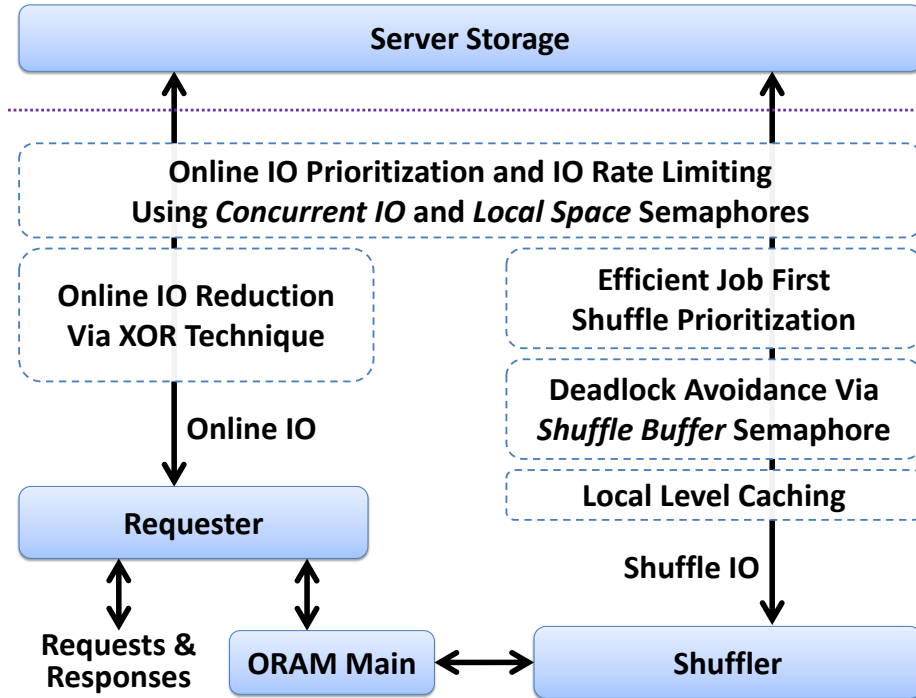 Server Storage
Online IO Prioritization and IO Rate Limiting
Using Concurrent IO and Local Space Semaphores
Online IO Reduction
Via XOR Technique
Efficient Job First
Shuffle Prioritization
Deadlock Avoidance Via
Shuffle Buffer Semaphore
Local Level Caching
Online IO
Requester
Shuffle IO
Requests &
Responses
ORAM Main
Shuffler